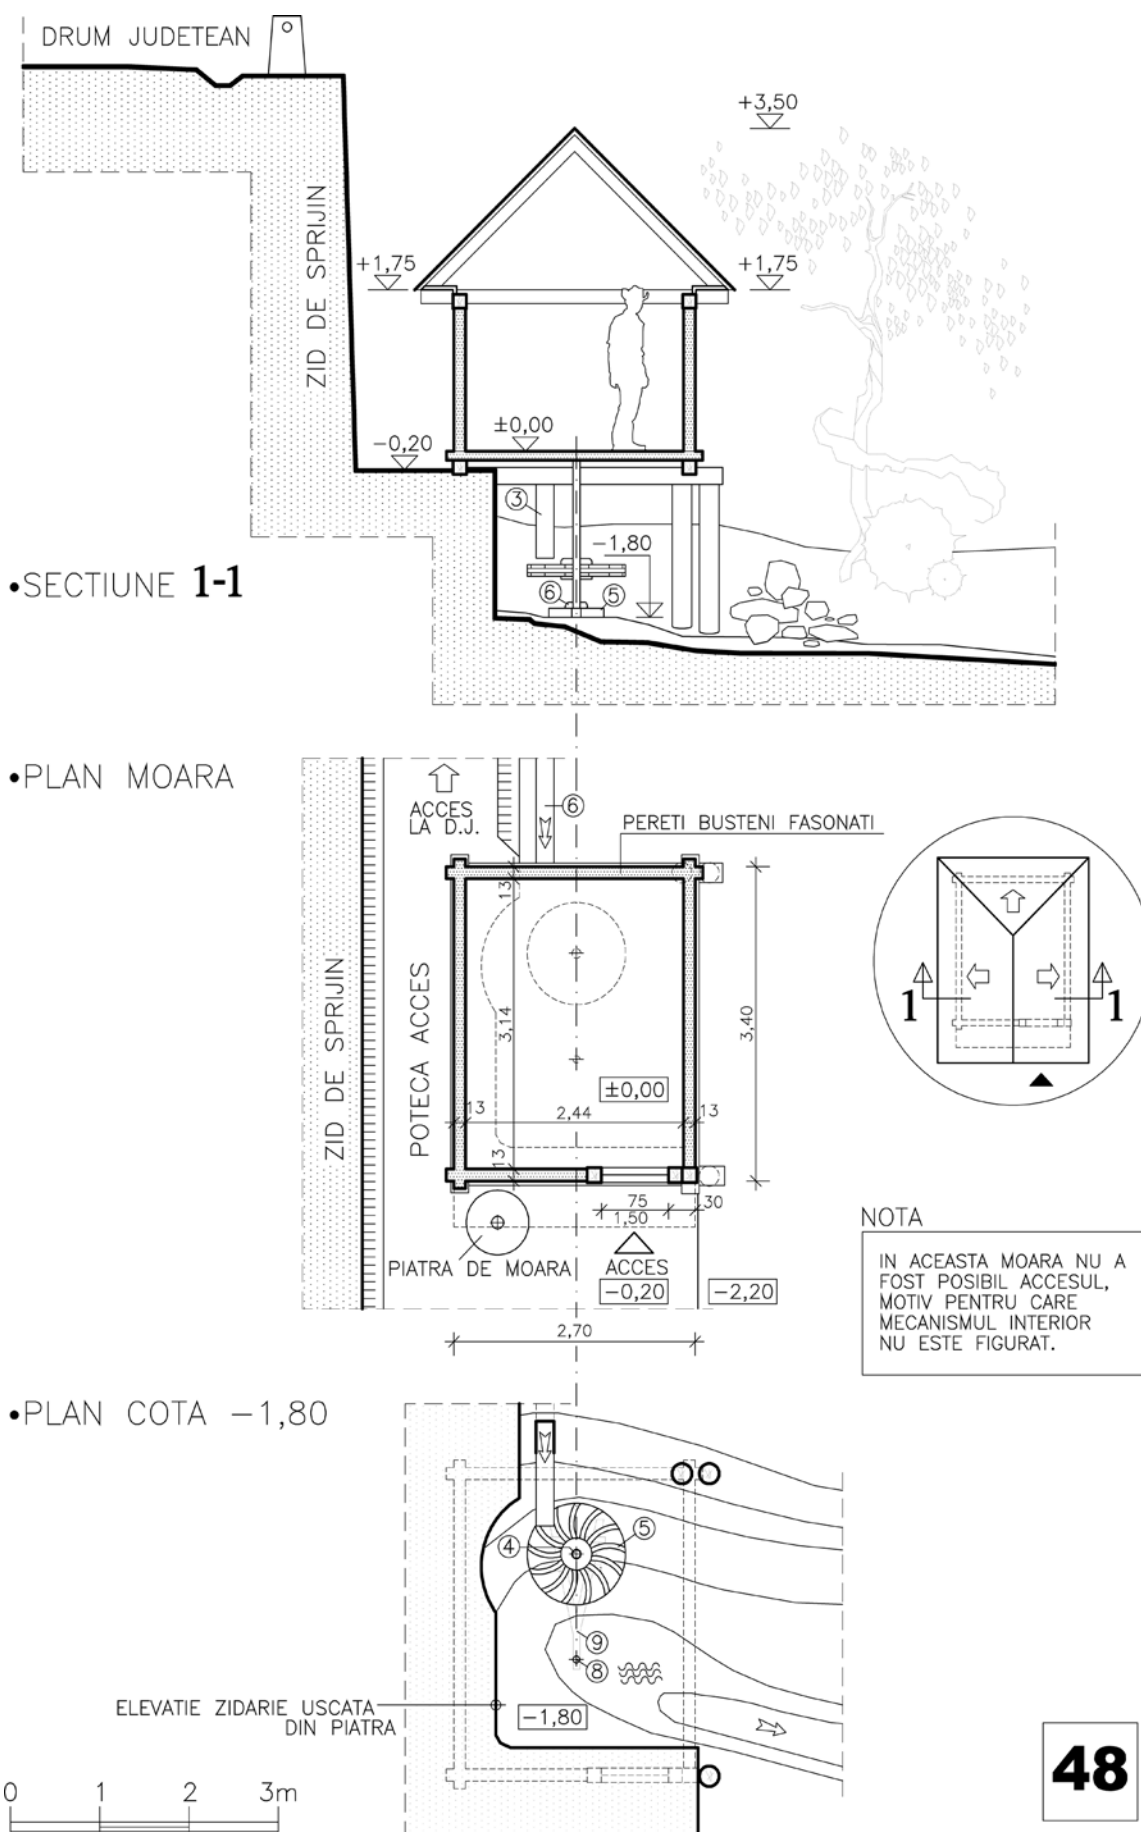 DRUM JUDETEAN
+3,50
ZID DE SPRIJIN
+1,75
+1,75
±0,00
-0,20
3
-1,80
6
5
•SECTIUNE 1-1
•PLAN MOARA
ACCES
LA D.J.
6
PERETI BUSTENI FASONATI
13
ZID DE SPRIJIN
POTECA ACCES
3,14
3,40
1
1
±0,00
13
2,44
13
13
75
30
1,50
PIATRA DE MOARA
ACCES
-0,20
-2,20
2,70
NOTA
IN ACEASTA MOARA NU A
FOST POSIBIL ACCESUL,
MOTIV PENTRU CARE
MECANISMUL INTERIOR
NU ESTE FIGURAT.
•PLAN COTA -1,80
4
5
9
8
ELEVATIE ZIDARIE USCATA
DIN PIATRA
-1,80
48
0 1 2 3m